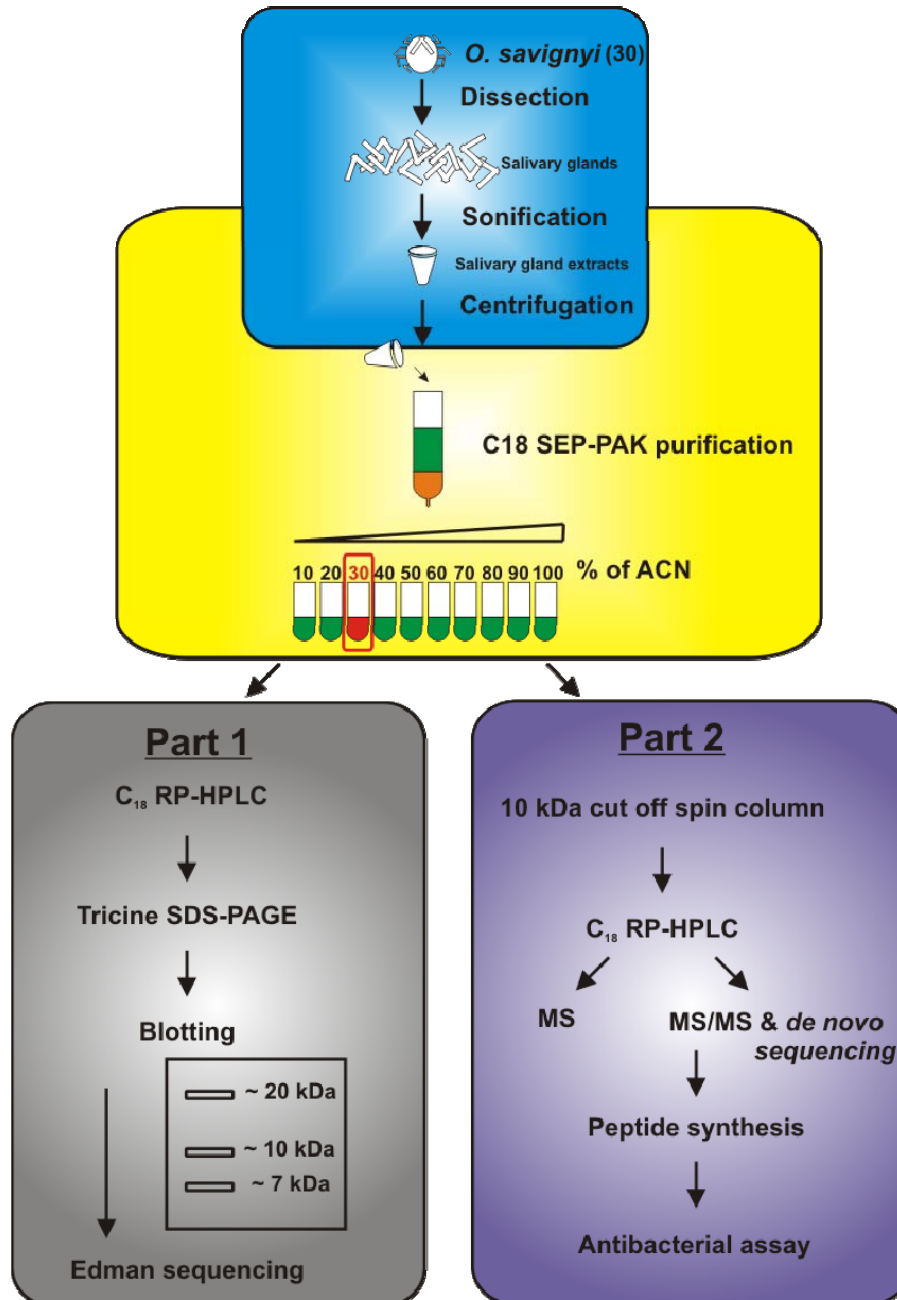 O. savignyi (30)
Dissection
Salivary glands
Sonification
Salivary gland extracts
Centrifugation
C18 SEP-PAK purification
10 20 30 40 50 60 70 80 90 100 % of ACN
Part 1
C₁₈ RP-HPLC
Tricine SDS-PAGE
Blotting
~ 20 kDa
~ 10 kDa
~ 7 kDa
Edman sequencing
Part 2
10 kDa cut off spin column
C₁₈ RP-HPLC
MS
MS/MS & de novo
sequencing
Peptide synthesis
Antibacterial assay